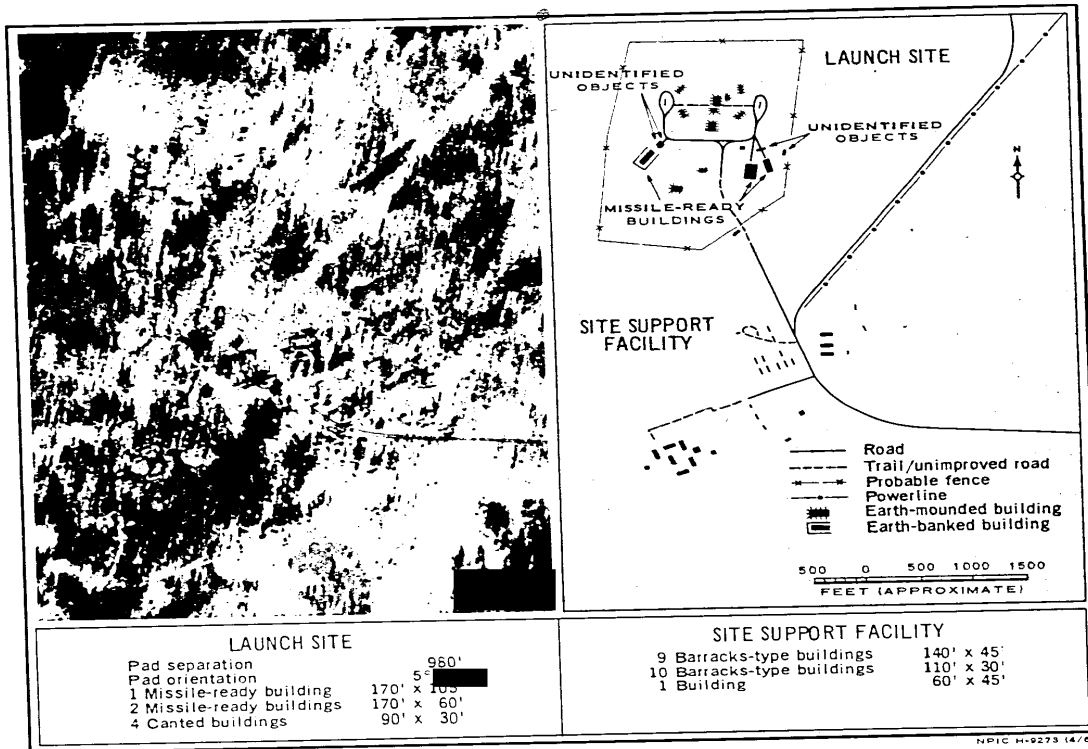 LAUNCH SITE
UNIDENTIFIED
OBJECTS
UNIDENTIFIED
OBJECTS
N
MISSILE-READY
BUILDINGS
SITE SUPPORT
FACILITY
Road
Trail/unimproved road
Probable fence
Powerline
Earth-mounded building
Earth-banked building
500 0 500 1000 1500
FEET (APPROXIMATE)
LAUNCH SITE
Pad separation 980'
Pad orientation 5°
1 Missile-ready building 170' x 105'
2 Missile-ready buildings 170' x 60'
4 Canted buildings 90' x 30'
SITE SUPPORT FACILITY
9 Barracks-type buildings 140' x 45'
10 Barracks-type buildings 110' x 30'
1 Building 60' x 45'
NPIC H-9273